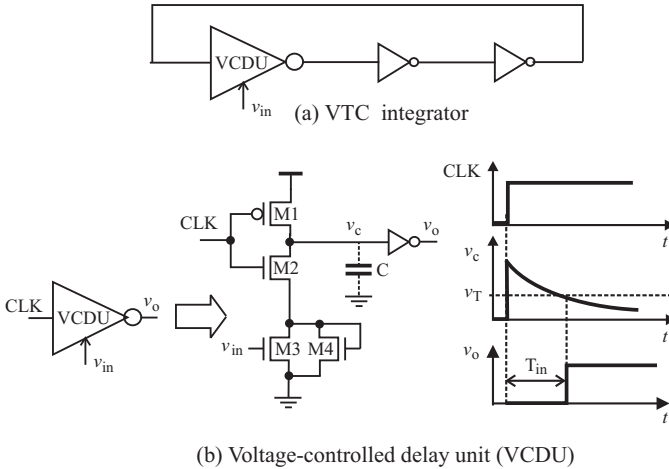 VCDU
v_in
(a) VTC integrator
CLK
VCDU
v_o
v_in
CLK
M1
M2
v_c
v_o
C
v_in
M3
M4
CLK
t
v_c
v_T
t
v_o
T_in
t
(b) Voltage-controlled delay unit (VCDU)